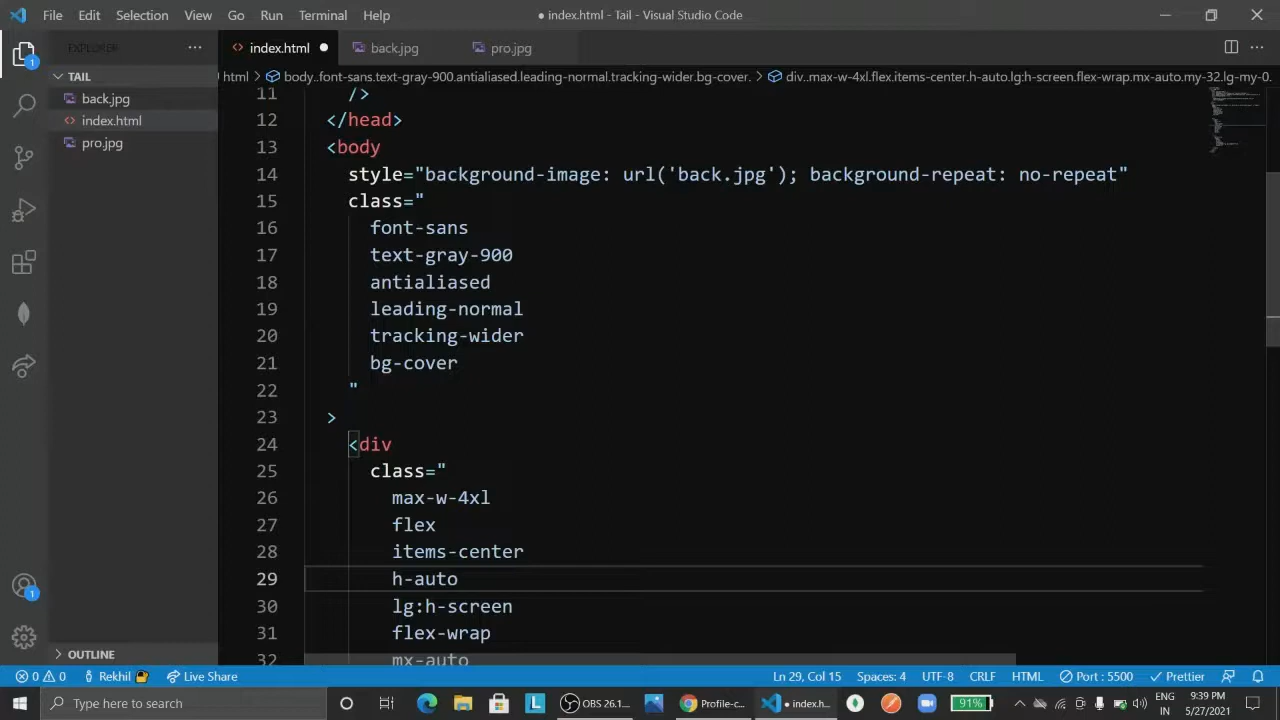 File Edit Selection View Go Run Terminal Help
● index.html - Tail - Visual Studio Code
EXPLORER ···
index.html ●
back.jpg
pro.jpg
TAIL
back.jpg
index.html
pro.jpg
html > body..font-sans.text-gray-900.antialiased.leading-normal.tracking-wider.bg-cover. > div..max-w-4xl.flex.items-center.h-auto.lg:h-screen.flex-wrap.mx-auto.my-32.lg-my-0.
11 />
12 </head>
13 <body
14 style="background-image: url('back.jpg'); background-repeat: no-repeat"
15 class="
16 font-sans
17 text-gray-900
18 antialiased
19 leading-normal
20 tracking-wider
21 bg-cover
22 "
23 >
24 <div
25 class="
26 max-w-4xl
27 flex
28 items-center
29 h-auto
30 lg:h-screen
31 flex-wrap
32 mx-auto
1
1
OUTLINE
0 0 Rekhil Live Share Ln 29, Col 15 Spaces: 4 UTF-8 CRLF HTML Port : 5500 Prettier
Type here to search
L
OBS 26.1...
Profile-c...
● index.h...
91%
ENG
IN
9:39 PM
5/27/2021